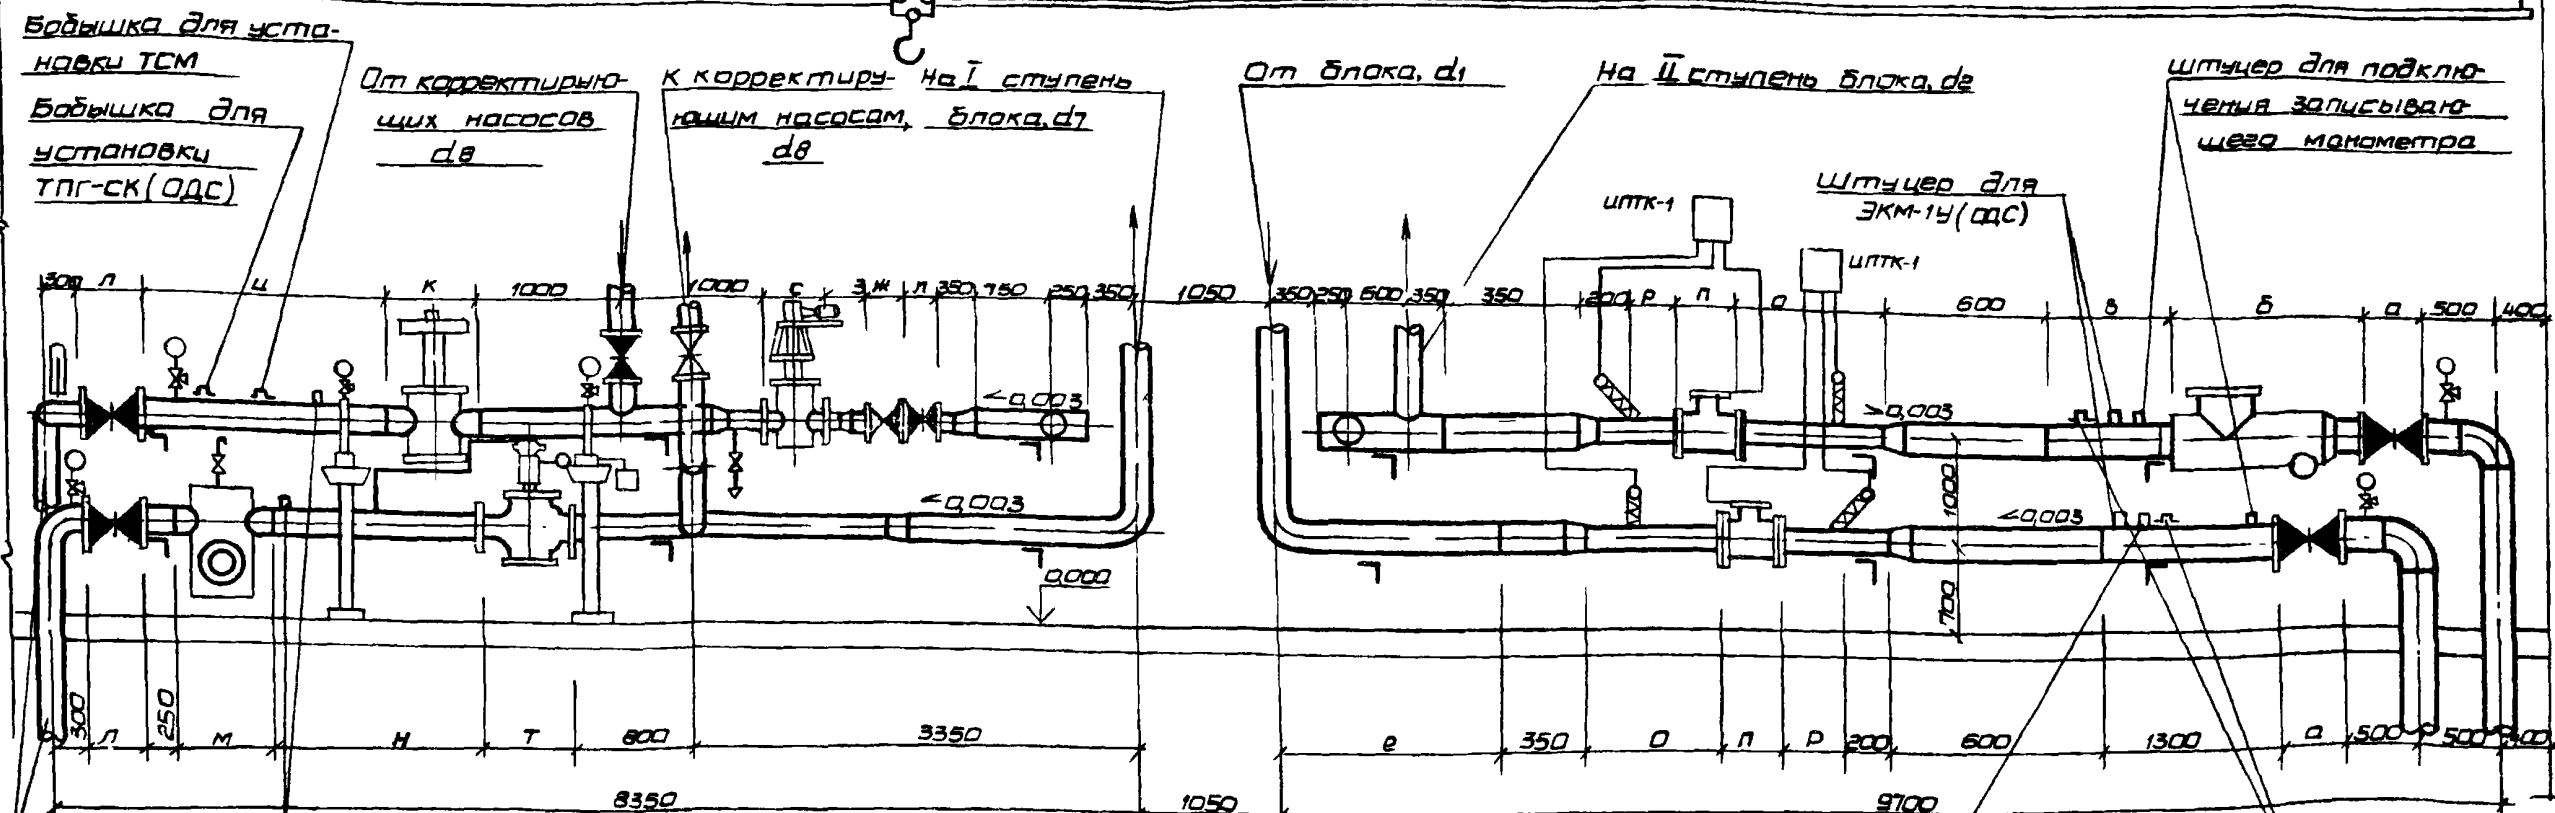 Бобышка для уста-
новки ТСМ
Бобышка для
установки
ТПГ-СК(ОДС)
От корректирую-
щих насосов
d8
К корректиру-
ющим насосам,
d8
На I ступень
блока, d7
От блока, d1
На II ступень блока, d2
штуцер для подклю-
чения записываю-
щего манометра
Штуцер для
ЭКМ-1У(ОДС)
ИПТК-1
ИПТК-1
300 л и к 1000 1000 с з ж л 350 750 250 350 1050 350 250 600 350 350 200 р п о 600 в б а 500 400
<0,003
>0,003
<0,003
<0,003
0,000
1000
700
300 л 250 м н т 800 3350 е 350 о п р 200 600 1300 а 500 500 400
8350 1050 9700